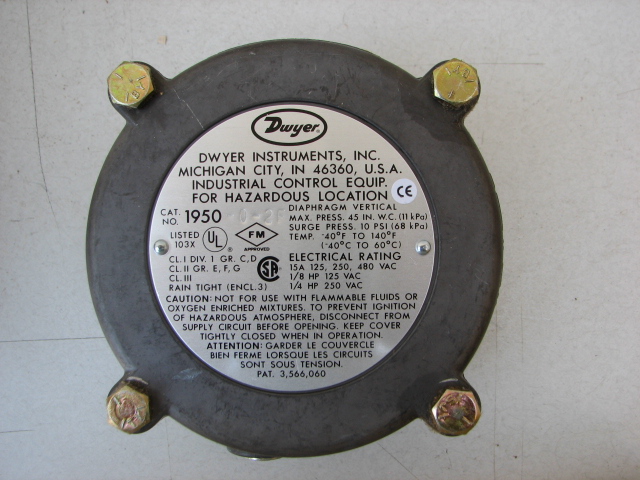 Dwyer
DWYER INSTRUMENTS, INC.
MICHIGAN CITY, IN 46360, U.S.A.
INDUSTRIAL CONTROL EQUIP.
FOR HAZARDOUS LOCATION
CE
CAT. NO. 1950
DIAPHRAGM VERTICAL
MAX. PRESS. 45 IN. W.C. (11 kPa)
SURGE PRESS. 10 PSI (68 kPa)
TEMP. -40°F TO 140°F
(-40°C TO 60°C)
LISTED
103X
UL
FM
APPROVED
CL. I DIV. 1 GR. C, D
CL. II GR. E, F, G
CL. III
RAIN TIGHT (ENCL. 3)
ELECTRICAL RATING
15A 125, 250, 480 VAC
1/8 HP 125 VAC
1/4 HP 250 VAC
CAUTION: NOT FOR USE WITH FLAMMABLE FLUIDS OR
OXYGEN ENRICHED MIXTURES. TO PREVENT IGNITION
OF HAZARDOUS ATMOSPHERE, DISCONNECT FROM
SUPPLY CIRCUIT BEFORE OPENING. KEEP COVER
TIGHTLY CLOSED WHEN IN OPERATION.
ATTENTION: GARDER LE COUVERCLE
BIEN FERME LORSQUE LES CIRCUITS
SONT SOUS TENSION.
PAT. 3,566,060